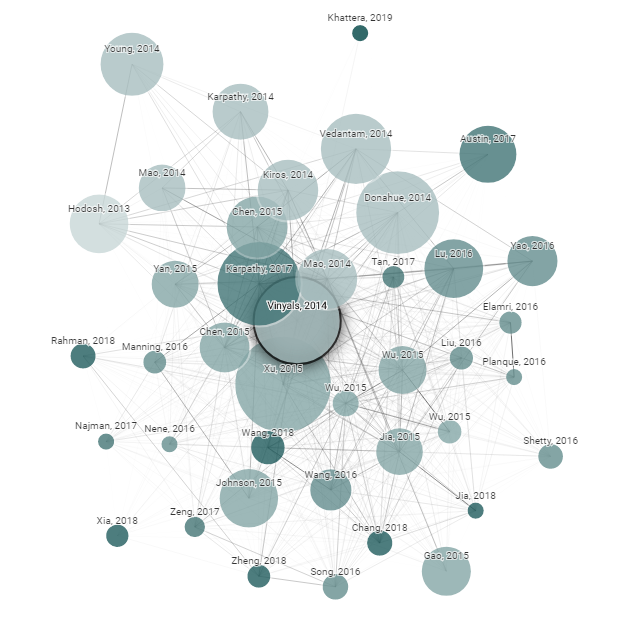 Khattera, 2019
Young, 2014
Karpathy, 2014
Vedantam, 2014
Austin, 2017
Mao, 2014
Kiros, 2014
Donahue, 2014
Hodosh, 2013
Chen, 2015
Yao, 2016
Lu, 2016
Tan, 2017
Mao, 2014
Karpathy, 2017
Yan, 2015
Vinyals, 2014
Elamri, 2016
Chen, 2015
Rahman, 2018
Manning, 2016
Liu, 2016
Wu, 2015
Planque, 2016
Xu, 2015
Wu, 2015
Wu, 2015
Najman, 2017
Nene, 2016
Wang, 2018
Jia, 2015
Shetty, 2016
Wang, 2016
Johnson, 2015
Jia, 2018
Zeng, 2017
Xia, 2018
Chang, 2018
Gao, 2015
Zheng, 2018
Song, 2016